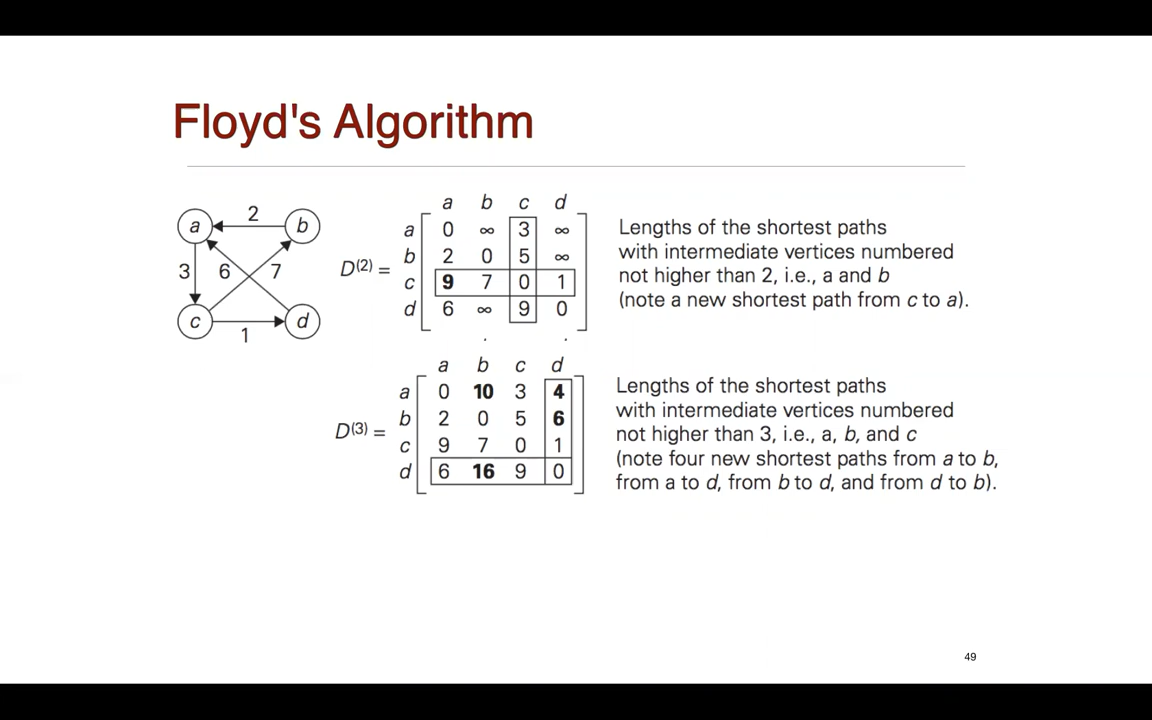 Floyd's Algorithm
a
2
b
3
6
7
c
1
d
D(2) =
a b c d
a 0 ∞ 3 ∞
b 2 0 5 ∞
c 9 7 0 1
d 6 ∞ 9 0
Lengths of the shortest paths
with intermediate vertices numbered
not higher than 2, i.e., a and b
(note a new shortest path from c to a).
D(3) =
a b c d
a 0 10 3 4
b 2 0 5 6
c 9 7 0 1
d 6 16 9 0
Lengths of the shortest paths
with intermediate vertices numbered
not higher than 3, i.e., a, b, and c
(note four new shortest paths from a to b,
from a to d, from b to d, and from d to b).
49